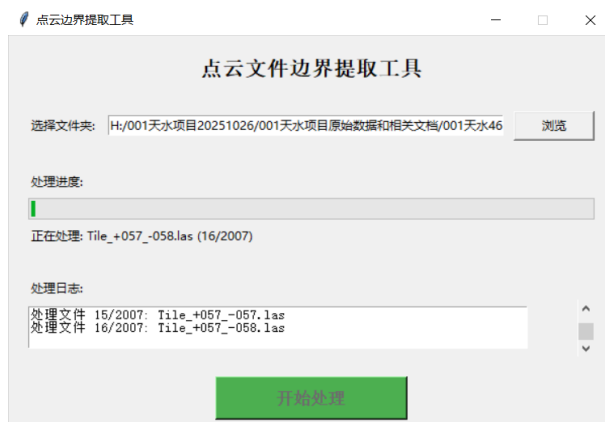 点云边界提取工具
点云文件边界提取工具
选择文件夹: H:/001天水项目20251026/001天水项目原始数据和相关文档/001天水46 浏览
处理进度:
正在处理: Tile_+057_-058.las (16/2007)
处理日志:
处理文件 15/2007: Tile_+057_-057.las
处理文件 16/2007: Tile_+057_-058.las
开始处理